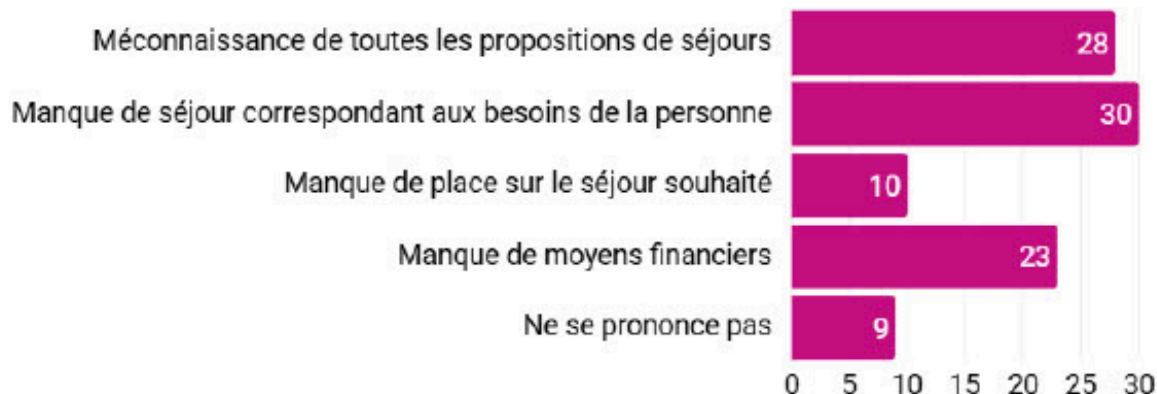 Méconnaissance de toutes les propositions de séjours 28
Manque de séjour correspondant aux besoins de la personne 30
Manque de place sur le séjour souhaité 10
Manque de moyens financiers 23
Ne se prononce pas 9
0 5 10 15 20 25 30